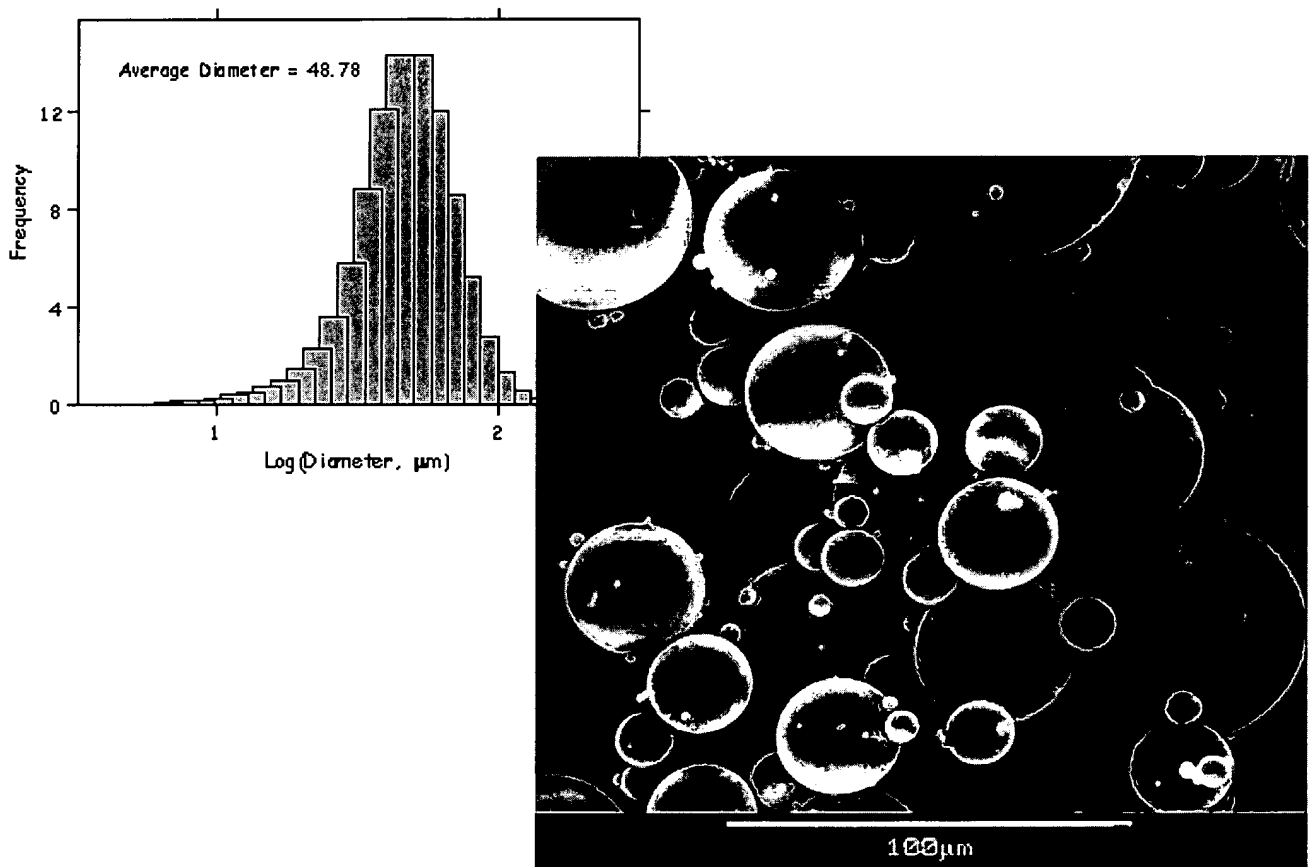 Average Diameter = 48.78
12
8
4
0
Frequency
1
2
Log(Diameter, μm)
100μm